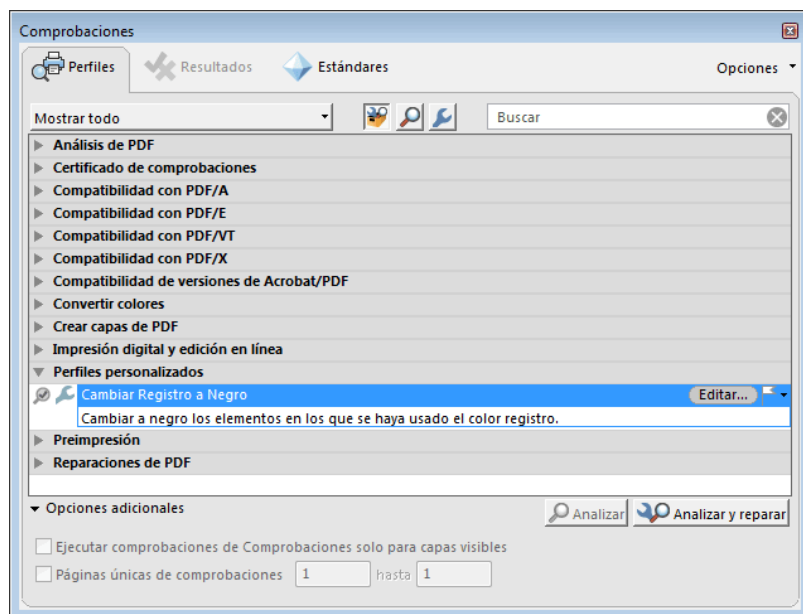 Comprobaciones
Perfiles Resultados Estándares Opciones
Mostrar todo Buscar
Análisis de PDF
Certificado de comprobaciones
Compatibilidad con PDF/A
Compatibilidad con PDF/E
Compatibilidad con PDF/VT
Compatibilidad con PDF/X
Compatibilidad de versiones de Acrobat/PDF
Convertir colores
Crear capas de PDF
Impresión digital y edición en línea
Perfiles personalizados
Cambiar Registro a Negro Editar...
Cambiar a negro los elementos en los que se haya usado el color registro.
Preimpresión
Reparaciones de PDF
Opciones adicionales Analizar Analizar y reparar
Ejecutar comprobaciones de Comprobaciones solo para capas visibles
Páginas únicas de comprobaciones 1 hasta 1